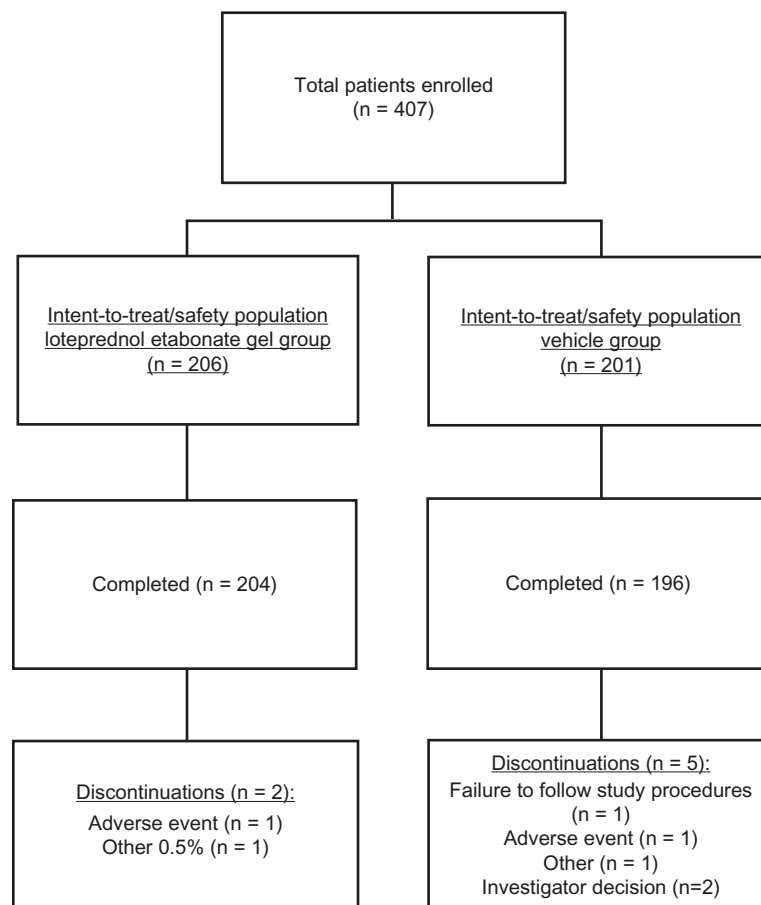 Total patients enrolled
(n = 407)
Intent-to-treat/safety population
loteprednol etabonate gel group
(n = 206)
Intent-to-treat/safety population
vehicle group
(n = 201)
Completed (n = 204)
Completed (n = 196)
Discontinuations (n = 2):
Adverse event (n = 1)
Other 0.5% (n = 1)
Discontinuations (n = 5):
Failure to follow study procedures
(n = 1)
Adverse event (n = 1)
Other (n = 1)
Investigator decision (n=2)